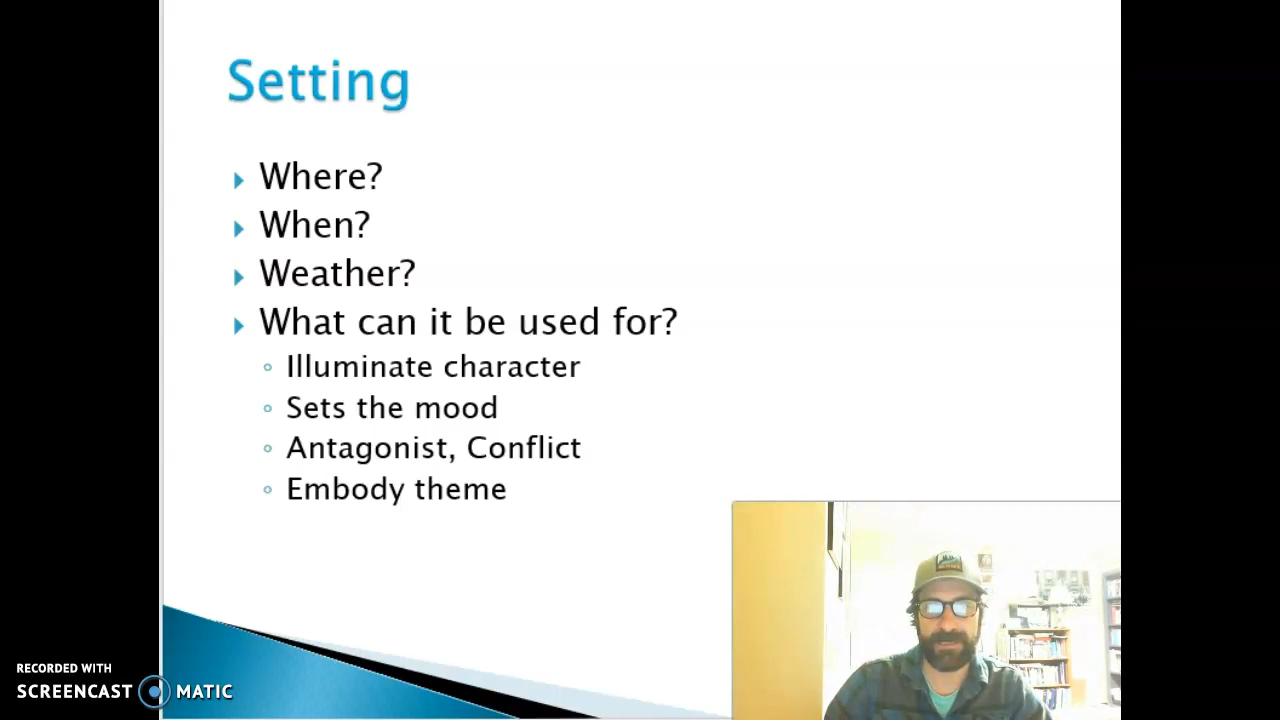 Setting
Where?
When?
Weather?
What can it be used for?
Illuminate character
Sets the mood
Antagonist, Conflict
Embody theme
RECORDED WITH
SCREENCAST MATIC